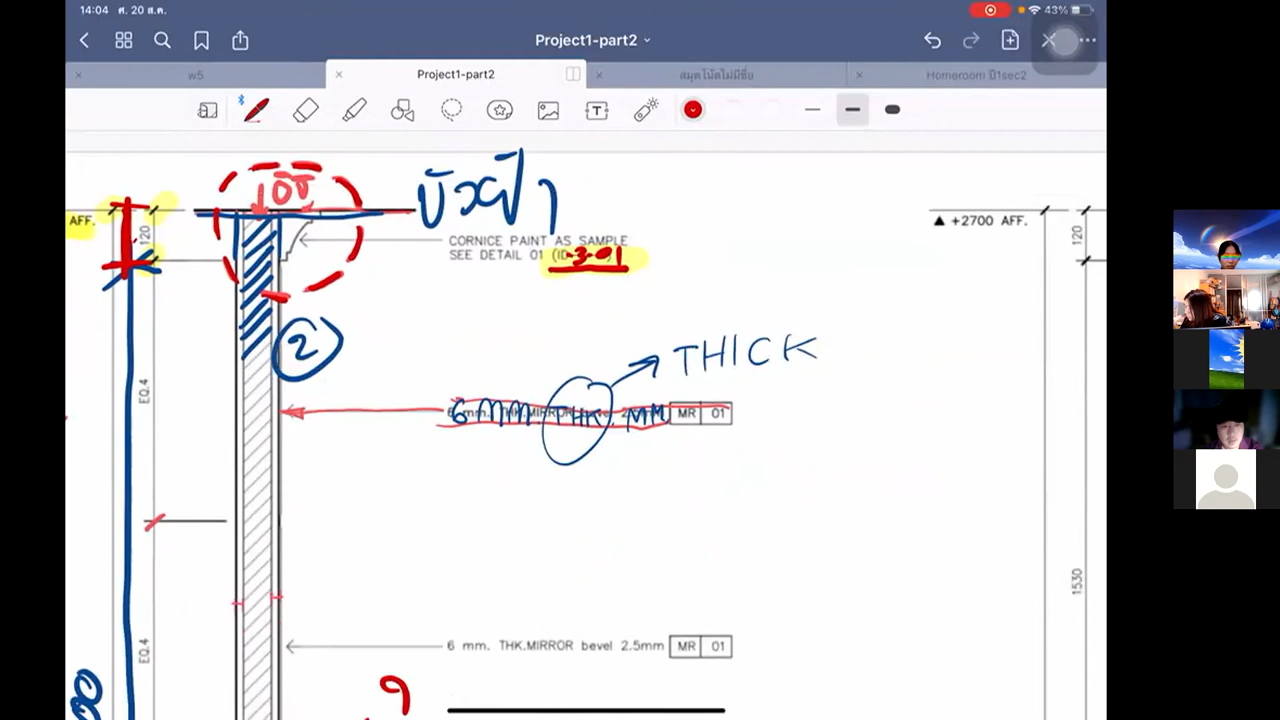 14:04 ศ. 20 ส.ค.
43%
Project1-part2
w5
Project1-part2
สมุดโน้ตไม่มีชื่อ
Homeroom ปี1sec2
บัวฝ้า
AFF.
120
CORNICE PAINT AS SAMPLE
SEE DETAIL 01 (ID-3-01)
▲ +2700 AFF.
120
2
THICK
EQ.4
6 MM THK. MM
MR 01
1530
EQ.4
6 mm. THK.MIRROR bevel 2.5mm MR 01